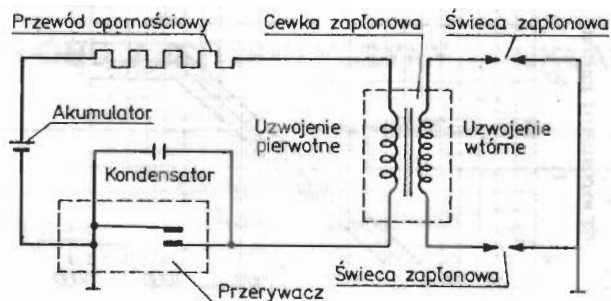 Przewód opornościowy
Cewka zapłonowa
Świeca zapłonowa
Akumulator
Uzwojenie
pierwotne
Uzwojenie
wtórne
Kondensator
Świeca zapłonowa
Przerywacz